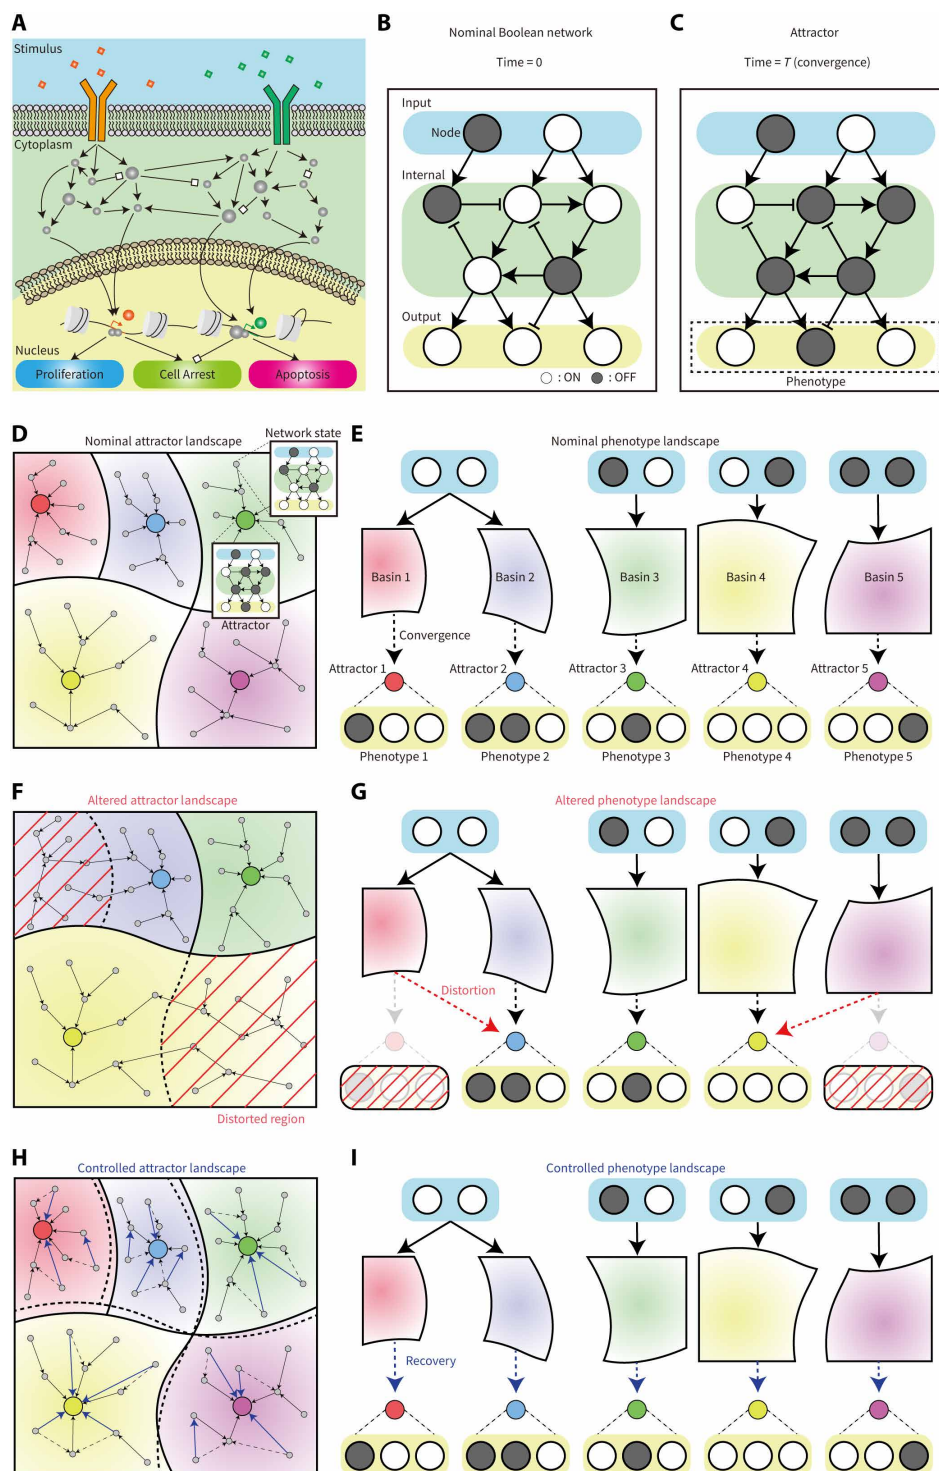 A
Stimulus
Cytoplasm
Nucleus
Proliferation
Cell Arrest
Apoptosis
B
Nominal Boolean network
Time = 0
Input
Node
Internal
Output
: ON
: OFF
C
Attractor
Time = T (convergence)
Phenotype
D
Nominal attractor landscape
Network state
Attractor
E
Nominal phenotype landscape
Basin 1
Basin 2
Basin 3
Basin 4
Basin 5
Convergence
Attractor 1
Attractor 2
Attractor 3
Attractor 4
Attractor 5
Phenotype 1
Phenotype 2
Phenotype 3
Phenotype 4
Phenotype 5
F
Altered attractor landscape
Distorted region
G
Altered phenotype landscape
Distortion
H
Controlled attractor landscape
I
Controlled phenotype landscape
Recovery